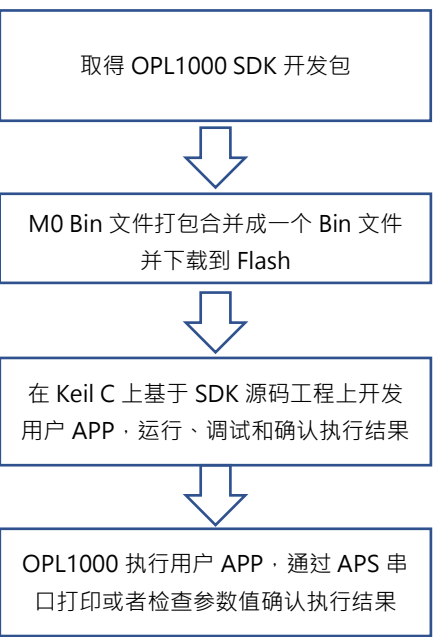 取得 OPL1000 SDK 开发包
M0 Bin 文件打包合并成一个 Bin 文件
并下载到 Flash
在 Keil C 上基于 SDK 源码工程上开发
用户 APP，运行、调试和确认执行结果
OPL1000 执行用户 APP，通过 APS 串
口打印或者检查参数值确认执行结果